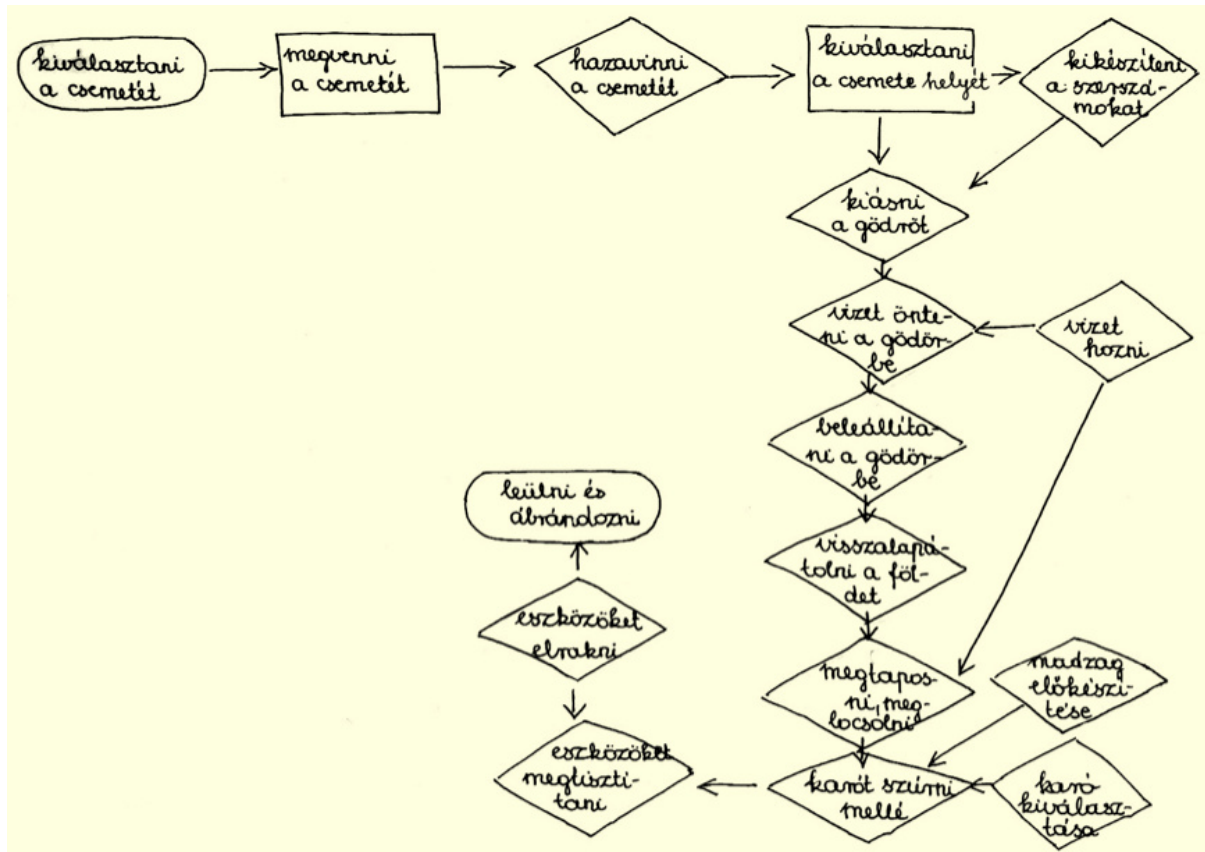 kiválasztani
a csemetét
megvenni
a csemetét
hazavinni
a csemetét
kiválasztani
a csemete helyét
kikészíteni
a szerszá-
mokat
kiásni
a gödröt
vizet önte-
ni a gödör-
be
vizet
hozni
beleállíta-
ni a gödör-
be
leülni és
ábrándozni
visszalapá-
tolni a föl-
det
eszközöket
elrakni
megtapos-
ni, meg-
locsolni
madzag
előkészí-
tése
eszközöket
megtisztí-
tani
karót szúrni
mellé
karó
kiválasz-
tása